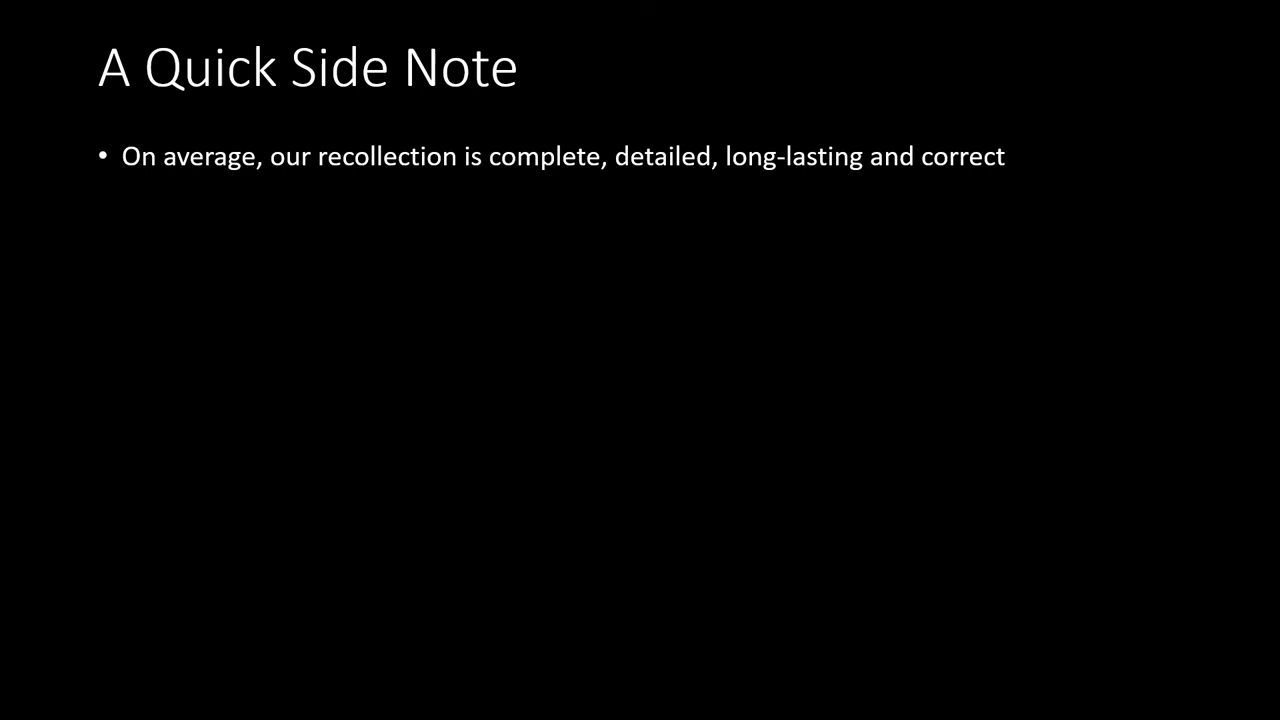 A Quick Side Note
• On average, our recollection is complete, detailed, long-lasting and correct